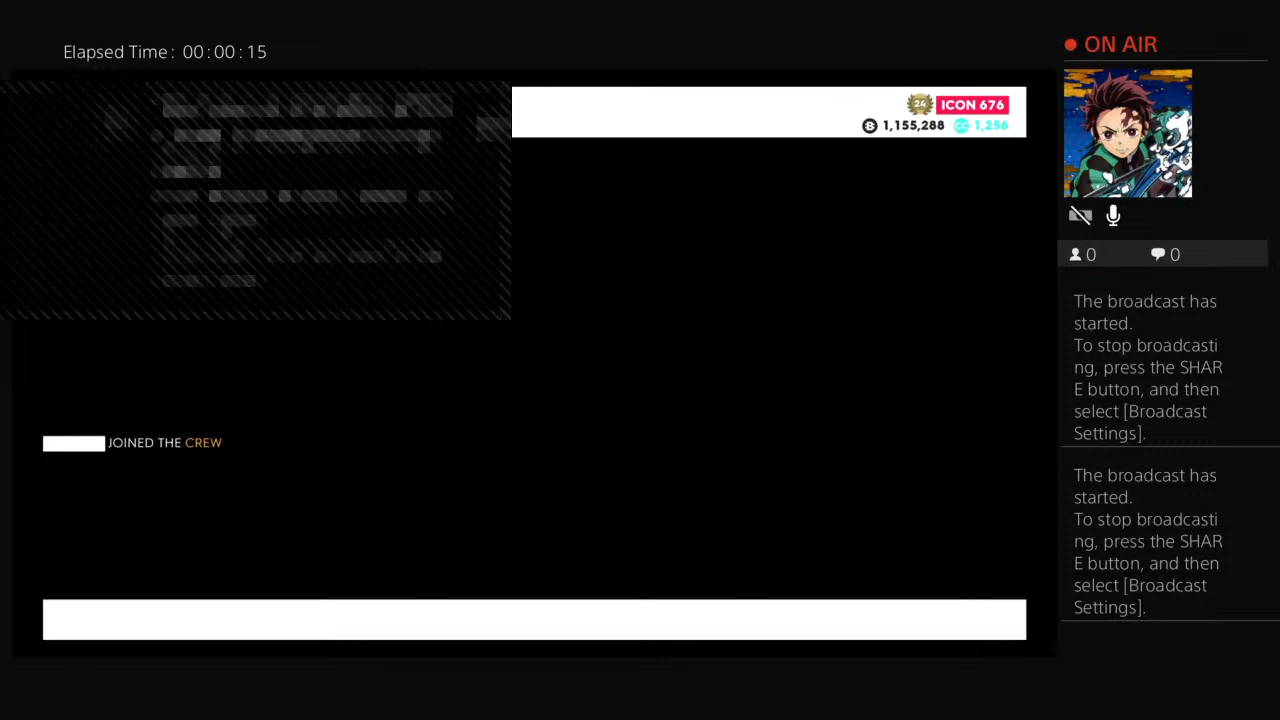 Elapsed Time: 00:00:15
ON AIR
24 ICON 676
1,155,288 CC 1,256
0 0
The broadcast has
started.
To stop broadcasti
ng, press the SHAR
E button, and then
select [Broadcast
Settings].
JOINED THE CREW
The broadcast has
started.
To stop broadcasti
ng, press the SHAR
E button, and then
select [Broadcast
Settings].